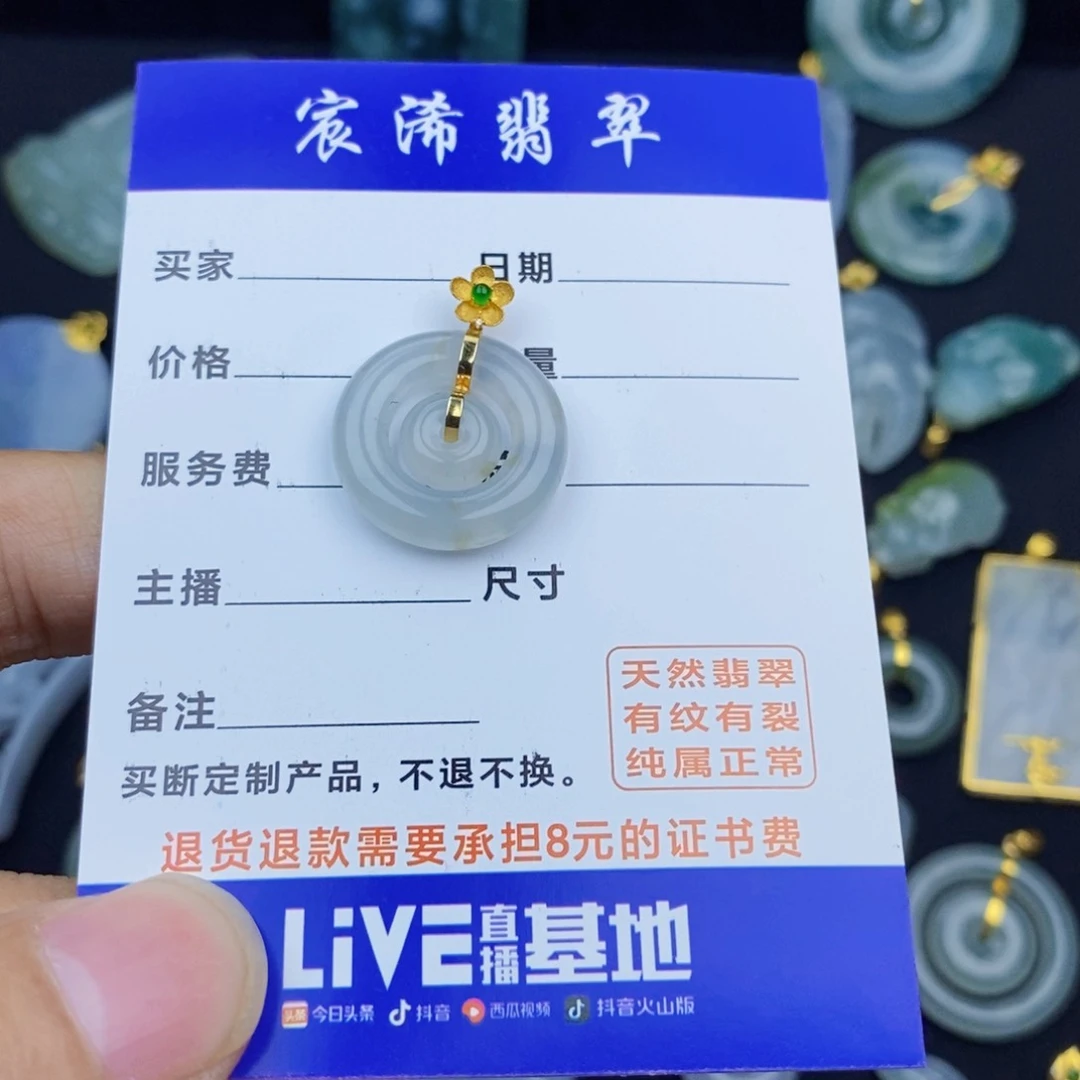 宸浠翡翠
买家 日期
价格 量
服务费
主播 尺寸
备注
天然翡翠
有纹有裂
纯属正常
买断定制产品，不退不换。
退货退款需要承担8元的证书费
LiVE直播基地
头条 今日头条 抖音 西瓜视频 抖音火山版